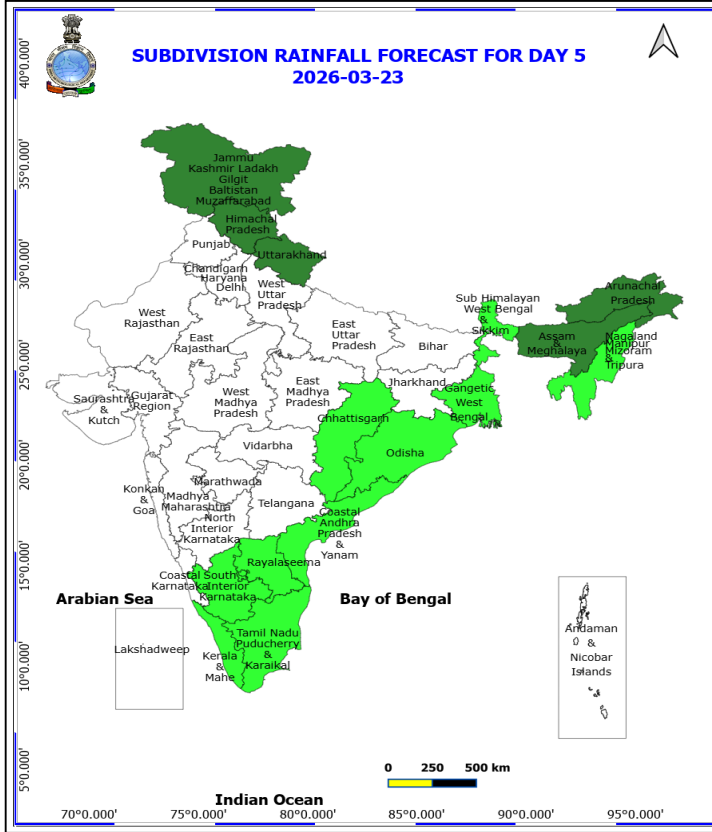 SUBDIVISION RAINFALL FORECAST FOR DAY 5
2026-03-23
40°0.000'
35°0.000'
30°0.000'
25°0.000'
20°0.000'
15°0.000'
10°0.000'
5°0.000'
Jammu
Kashmir Ladakh
Gilgit
Baltistan
Muzaffarabad
Himachal
Pradesh
Punjab
Uttarakhand
Chandigarh
Haryana
Delhi
West
Uttar
Pradesh
West
Rajasthan
East
Rajasthan
East
Uttar
Pradesh
Bihar
Sub Himalayan
West Bengal
&
Sikkim
Arunachal
Pradesh
Assam
&
Meghalaya
Nagaland
Manipur
Mizoram
&
Tripura
Saurashtra
&
Kutch
Gujarat
Region
West
Madhya
Pradesh
East
Madhya
Pradesh
Jharkhand
Gangetic
West
Bengal
Chhattisgarh
Odisha
Vidarbha
Konkan
&
Goa
Madhya
Maharashtra
Marathwada
Telangana
North
Interior
Karnataka
Coastal
Andhra
Pradesh
&
Yanam
Rayalaseema
Coastal
Karnataka
South
Interior
Karnataka
Arabian Sea
Bay of Bengal
Lakshadweep
Kerala
&
Mahe
Tamil Nadu
Puducherry
&
Karaikal
Andaman
&
Nicobar
Islands
0 250 500 km
Indian Ocean
70°0.000' 75°0.000' 80°0.000' 85°0.000' 90°0.000' 95°0.000'